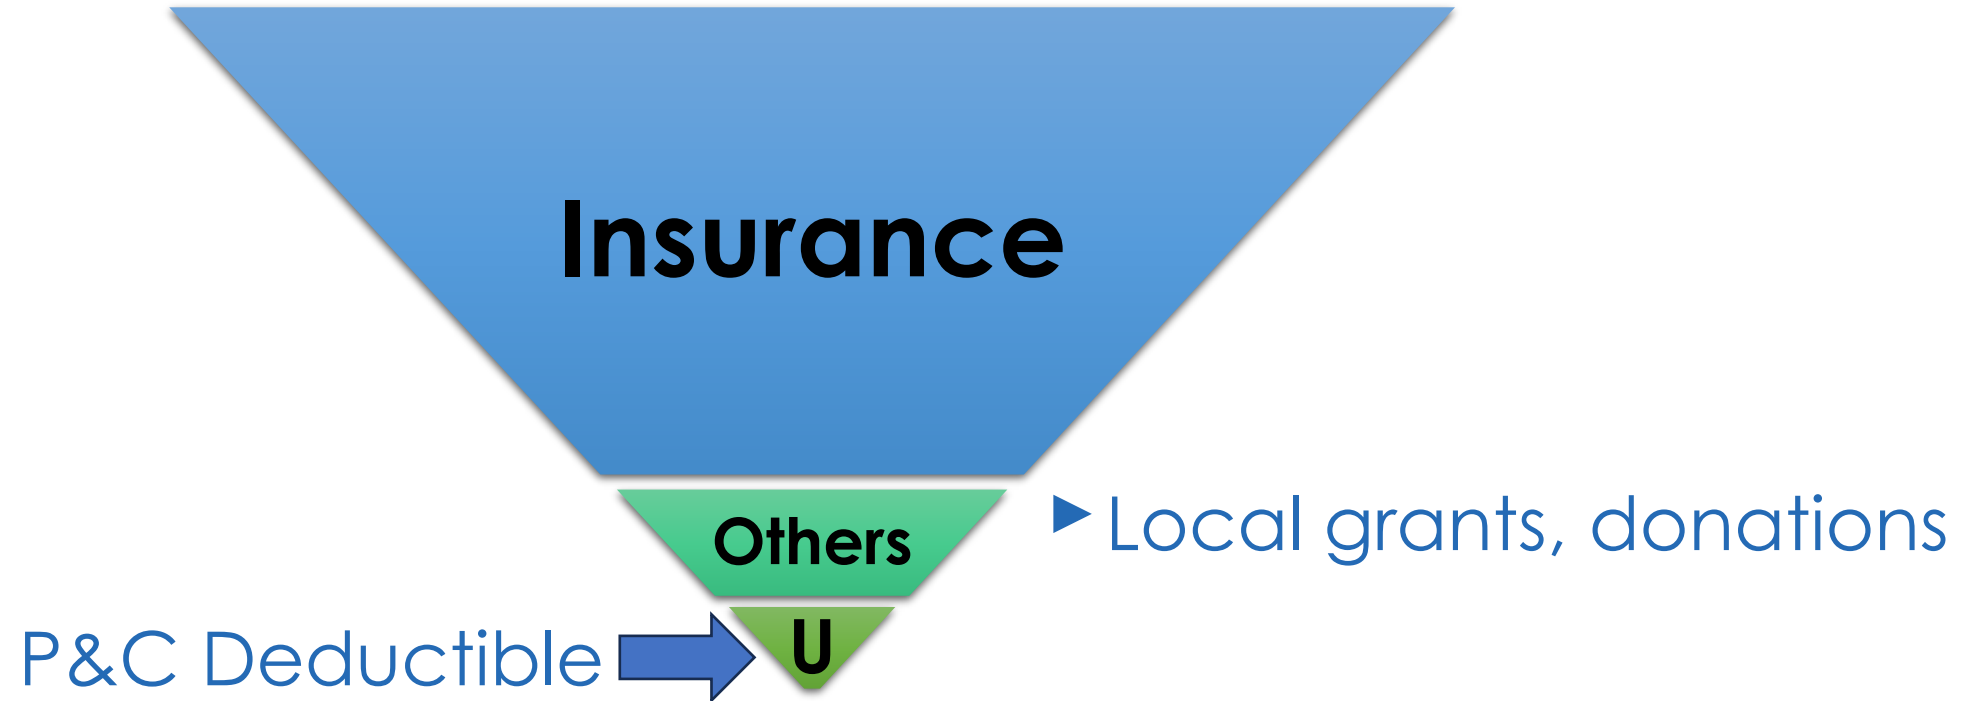 Insurance
Others
Local grants, donations
U
P&C Deductible